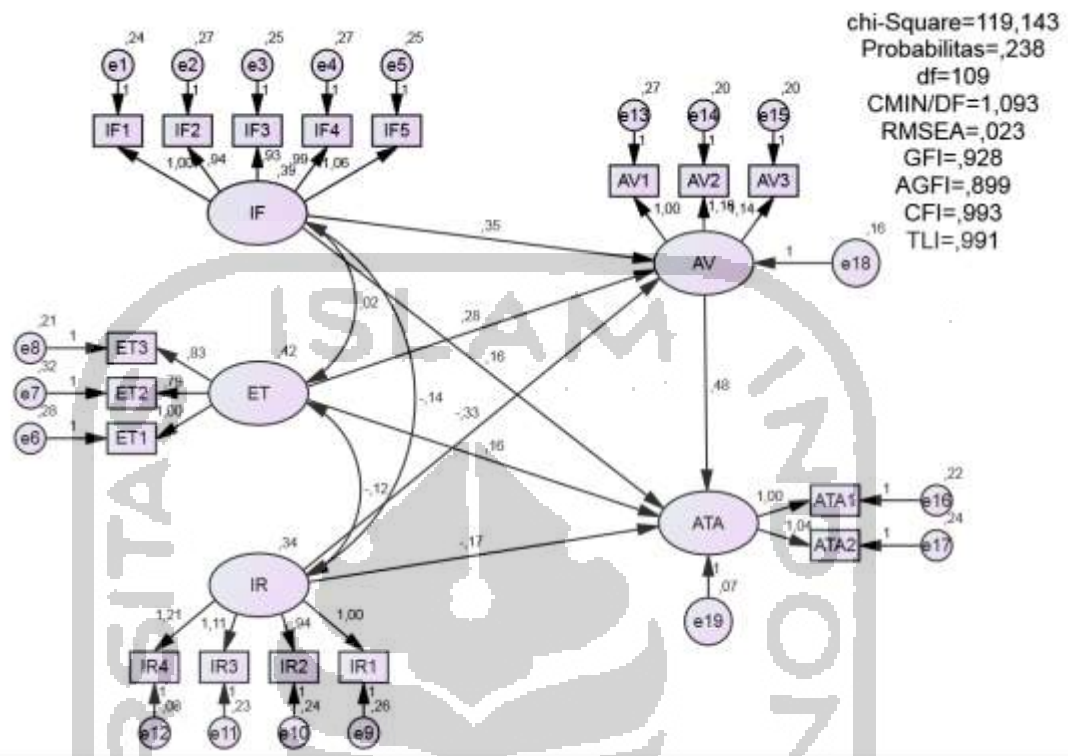 chi-Square=119,143
Probabilitas=,238
df=109
CMIN/DF=1,093
RMSEA=,023
GFI=,928
AGFI=,899
CFI=,993
TLI=,991
,24 ,27 ,25 ,27 ,25
e1 e2 e3 e4 e5
1 1 1 1 1
IF1 IF2 IF3 IF4 IF5
1,00 ,94 ,93 ,99 1,06
,39
IF
,27 ,20 ,20
e13 e14 e15
1 1 1
AV1 AV2 AV3
1,00 1,14
AV
1
e18
,16
,35
,02
,28
,16
-,14
-,33
,48
,21
e8 1 ET3 ,83
,32
e7 1 ET2 ,79
,28
e6 1 ET1 1,00
,42
ET
,16
-,12
-,17
ATA
1,00 ATA1 1 e16 ,22
1,04 ATA2 1 e17 ,24
1
,07
e19
,34
IR
1,21 1,11 ,94 1,00
IR4 IR3 IR2 IR1
1 1 1 1
,08 ,23 ,24 ,26
e12 e11 e10 e9
ISLAM